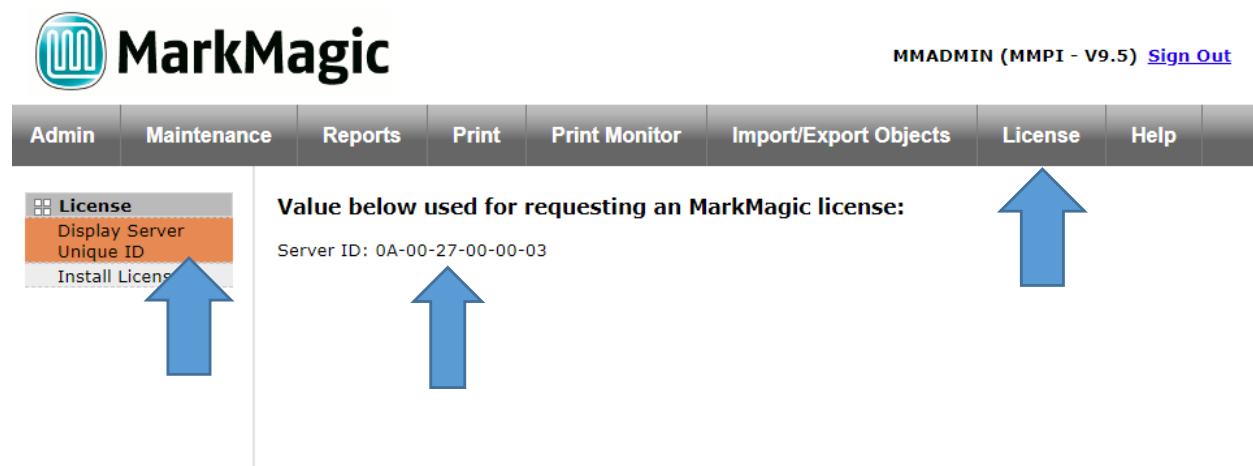 MarkMagic
MMADMIN (MMPI - V9.5) Sign Out
Admin Maintenance Reports Print Print Monitor Import/Export Objects License Help
License
Display Server
Unique ID
Install
Value below used for requesting an MarkMagic license:
Server ID: 0A-00-27-00-00-03